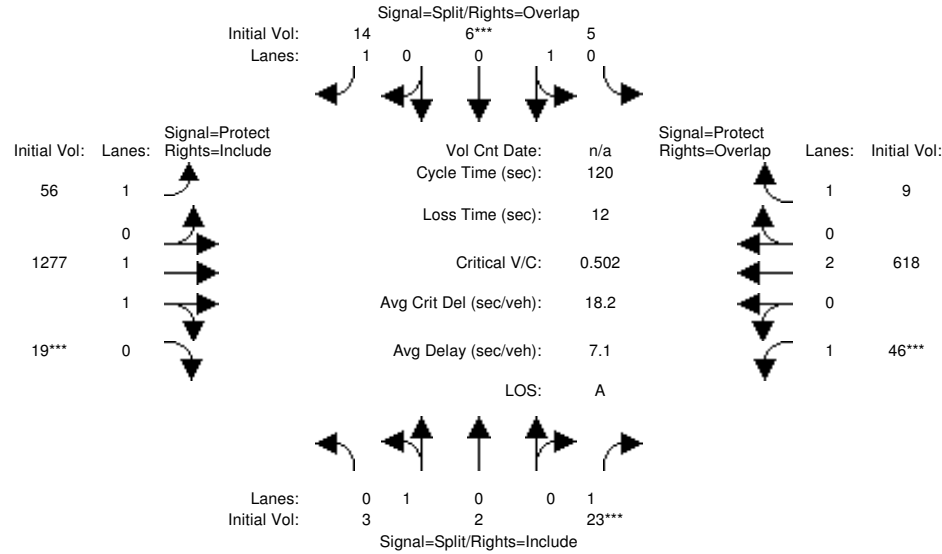 Signal=Split/Rights=Overlap
Initial Vol: 14 6*** 5
Lanes: 1 0 0 1 0
Signal=Protect
Initial Vol: Lanes: Rights=Include
Vol Cnt Date: n/a
Signal=Protect
Rights=Overlap Lanes: Initial Vol:
Cycle Time (sec): 120
56 1
1 9
Loss Time (sec): 12
0
0
1277 1
Critical V/C: 0.502
2 618
1
Avg Crit Del (sec/veh): 18.2
0
19*** 0
Avg Delay (sec/veh): 7.1
1 46***
LOS: A
Lanes: 0 1 0 0 1
Initial Vol: 3 2 23***
Signal=Split/Rights=Include